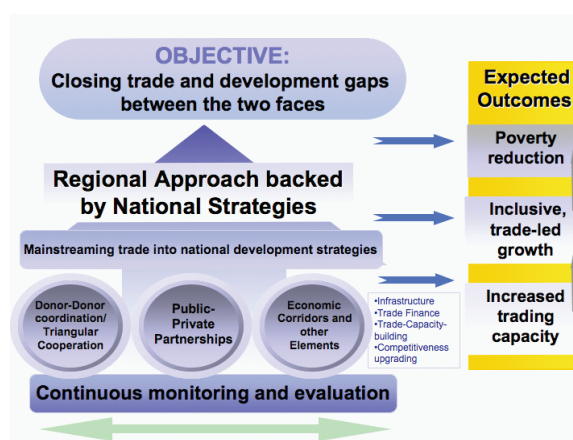 OBJECTIVE:
Closing trade and development gaps
between the two faces
Regional Approach backed
by National Strategies
Mainstreaming trade into national development strategies
Donor-Donor
coordination/
Triangular
Cooperation
Public-
Private
Partnerships
Economic
Corridors and
other
Elements
•Infrastructure
•Trade Finance
•Trade-Capacity-
building
•Competitiveness
upgrading
Continuous monitoring and evaluation
Expected
Outcomes
Poverty
reduction
Inclusive,
trade-led
growth
Increased
trading
capacity